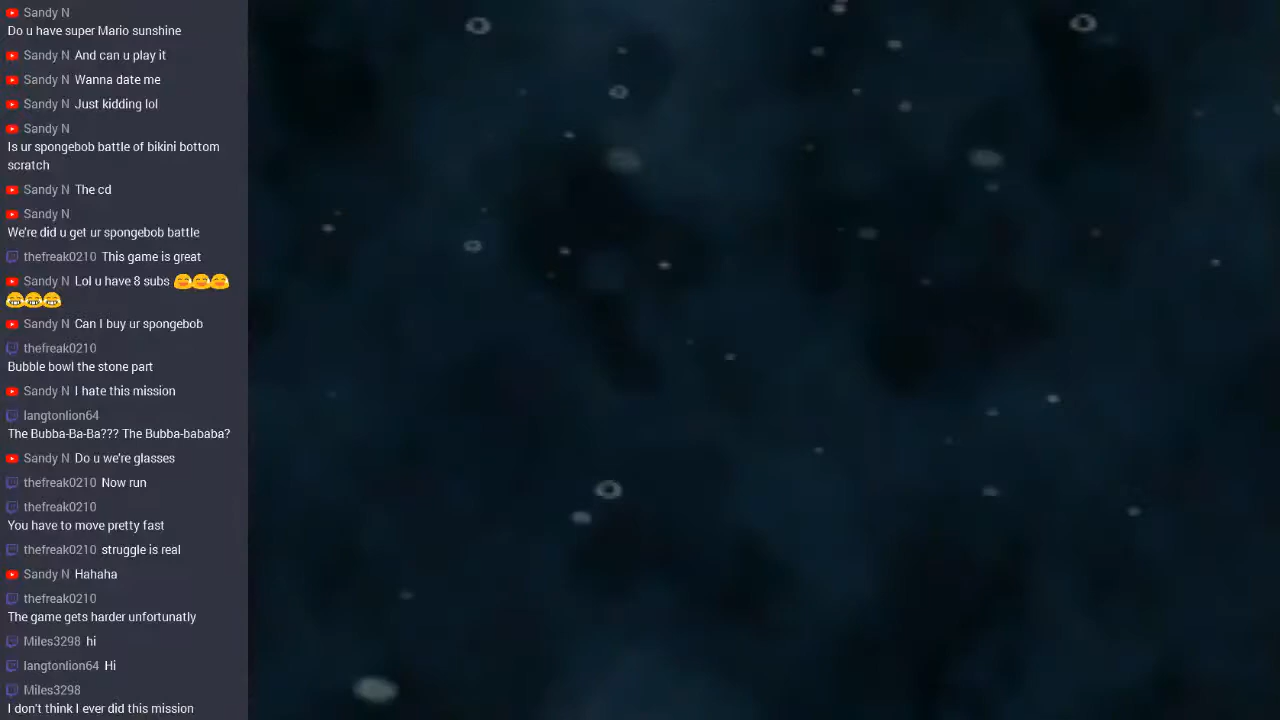 Sandy N
Do u have super Mario sunshine
Sandy N And can u play it
Sandy N Wanna date me
Sandy N Just kidding lol
Sandy N
Is ur spongebob battle of bikini bottom
scratch
Sandy N The cd
Sandy N
We're did u get ur spongebob battle
thefreak0210 This game is great
Sandy N Lol u have 8 subs 😅😅😅
😂😂😂
Sandy N Can I buy ur spongebob
thefreak0210
Bubble bowl the stone part
Sandy N I hate this mission
langtonlion64
The Bubba-Ba-Ba??? The Bubba-bababa?
Sandy N Do u we're glasses
thefreak0210 Now run
thefreak0210
You have to move pretty fast
thefreak0210 struggle is real
Sandy N Hahaha
thefreak0210
The game gets harder unfortunatly
Miles3298 hi
langtonlion64 Hi
Miles3298
I don't think I ever did this mission